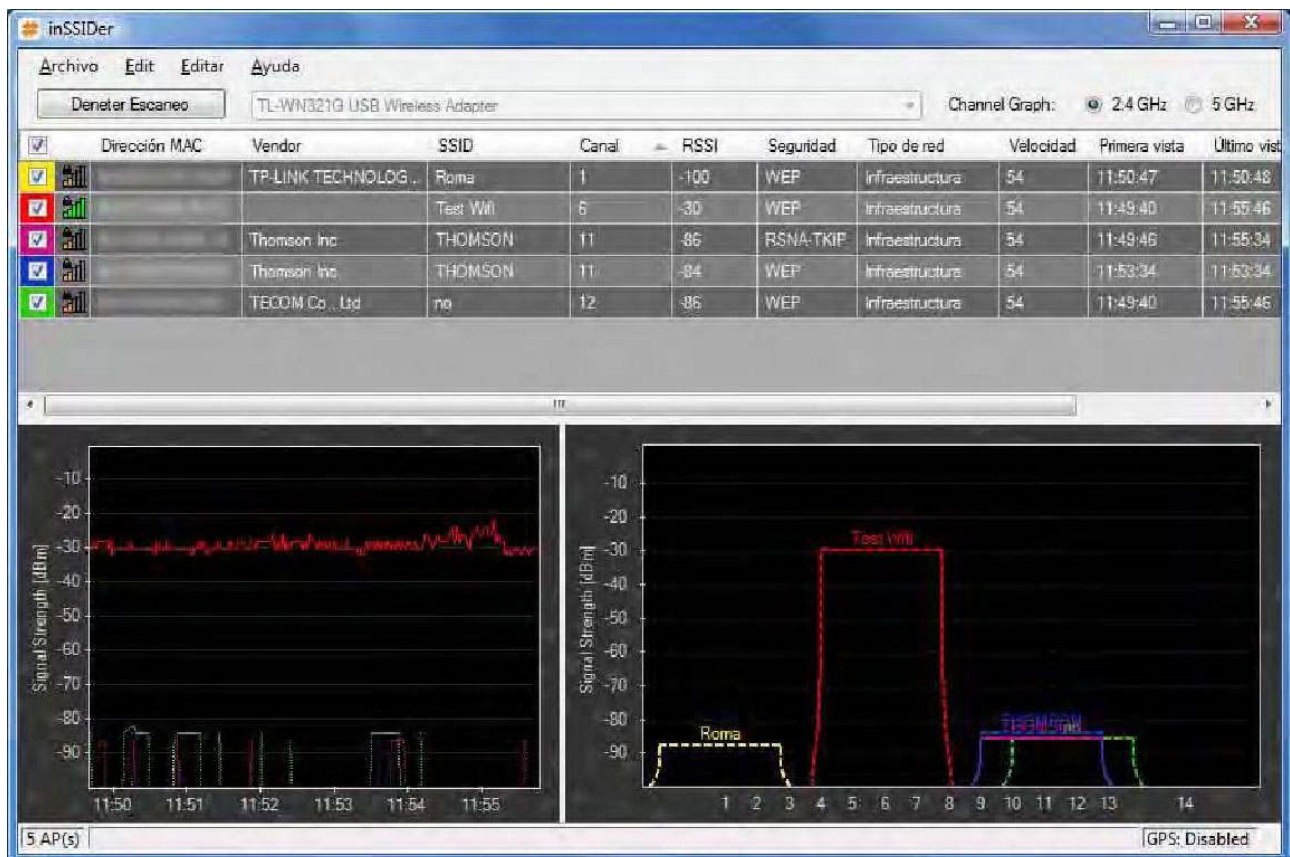 inSSIDer
Archivo Edit Editar Ayuda
Deneter Escaneo TL-WN321G USB Wireless Adapter Channel Graph: 2.4 GHz 5 GHz
Dirección MAC Vendor SSID Canal RSSI Seguridad Tipo de red Velocidad Primera vista Último vist
TP-LINK TECHNOLOG... Roma 1 -100 WEP Infraestructura 54 11:50:47 11:50:48
Test Wifi 6 -30 WEP Infraestructura 54 11:49:40 11:55:46
Thomson Inc. THOMSON 11 -86 RSNA-TKIP Infraestructura 54 11:49:46 11:55:34
Thomson Inc. THOMSON 11 -84 WEP Infraestructura 54 11:53:34 11:53:34
TECOM Co., Ltd. no 12 -86 WEP Infraestructura 54 11:49:40 11:55:46
Signal Strength [dBm]
-10
-20
-30
-40
-50
-60
-70
-80
-90
11:50 11:51 11:52 11:53 11:54 11:55
Signal Strength [dBm]
-10
-20
-30
-40
-50
-60
-70
-80
-90
Test Wifi
Roma
THOMSON
1 2 3 4 5 6 7 8 9 10 11 12 13 14
5 AP(s) GPS: Disabled